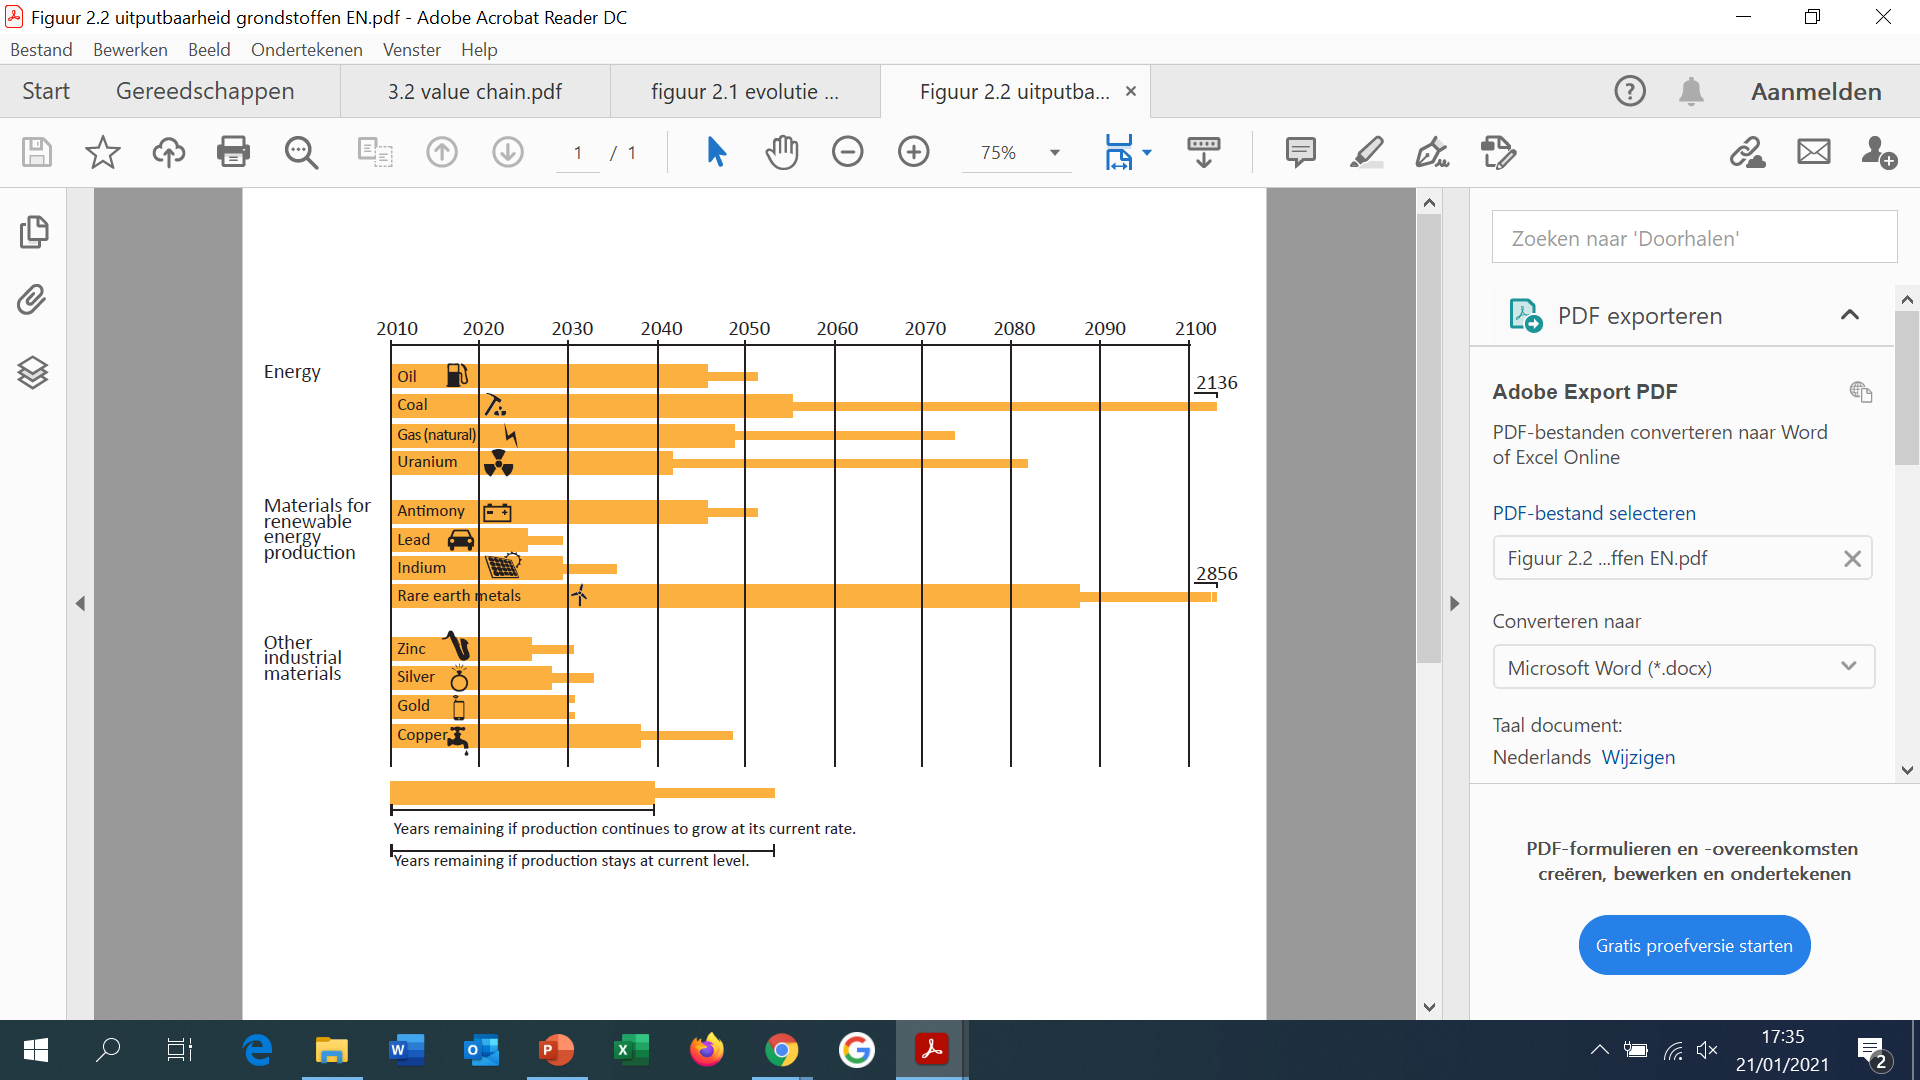 Figuur 2.2 uitputbaarheid grondstoffen EN.pdf - Adobe Acrobat Reader DC
Bestand Bewerken Beeld Ondertekenen Venster Help
Start Gereedschappen 3.2 value chain.pdf figuur 2.1 evolutie ... Figuur 2.2 uitputba... × Aanmelden
1 / 1 75%
Zoeken naar 'Doorhalen'
PDF exporteren
Adobe Export PDF
PDF-bestanden converteren naar Word
of Excel Online
PDF-bestand selecteren
Figuur 2.2 ...ffen EN.pdf
Converteren naar
Microsoft Word (*.docx)
Taal document:
Nederlands Wijzigen
PDF-formulieren en -overeenkomsten
creëren, bewerken en ondertekenen
Gratis proefversie starten
2010 2020 2030 2040 2050 2060 2070 2080 2090 2100
Energy
Oil
2136
Coal
Gas (natural)
Uranium
Materials for
renewable
energy
production
Antimony
Lead
Indium
2856
Rare earth metals
Other
industrial
materials
Zinc
Silver
Gold
Copper
Years remaining if production continues to grow at its current rate.
Years remaining if production stays at current level.
17:35
21/01/2021
2